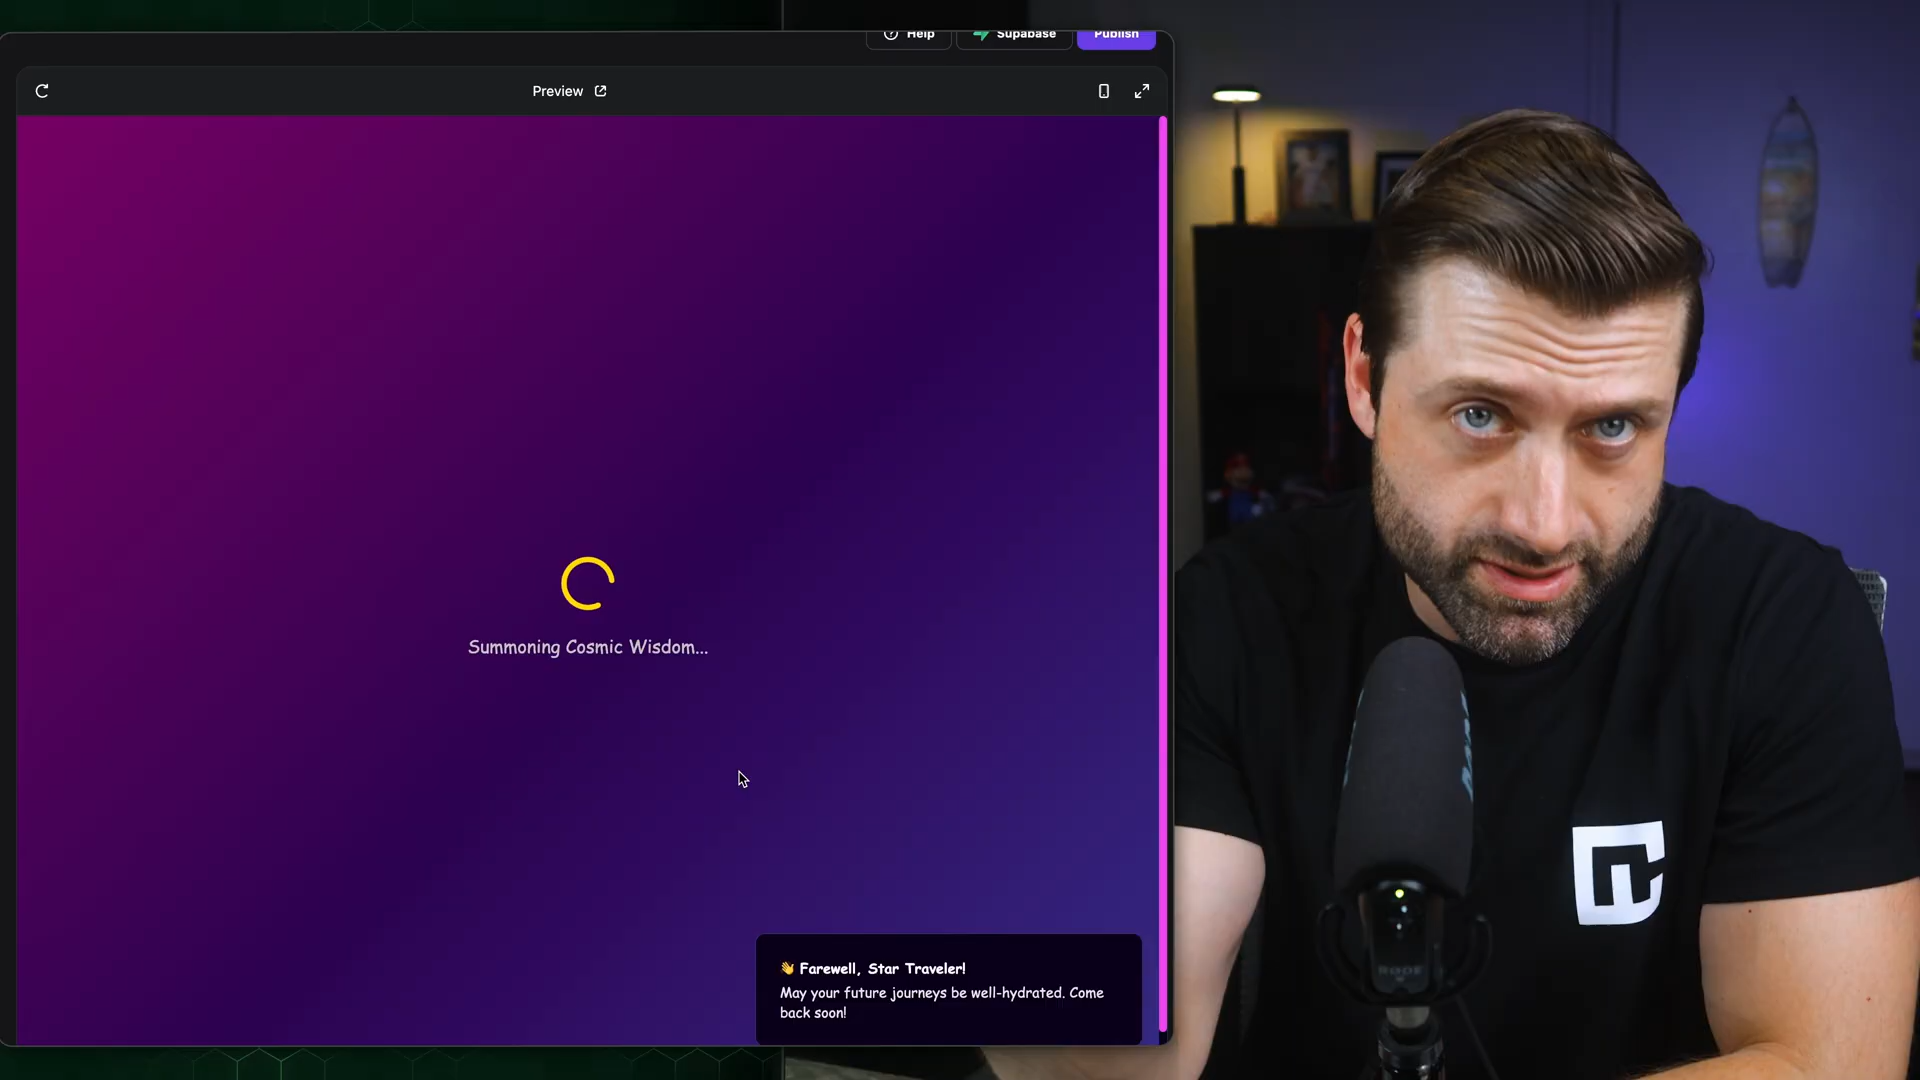 Help
Supabase
Publish
Preview
Summoning Cosmic Wisdom...
👋 Farewell, Star Traveler!
May your future journeys be well-hydrated. Come
back soon!
RODE